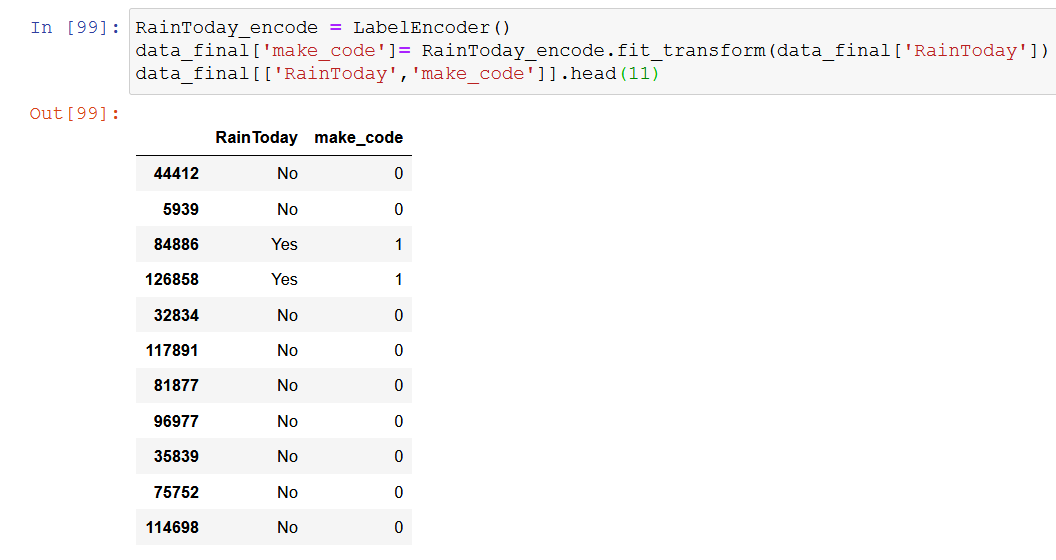 In [99]: RainToday_encode = LabelEncoder()
data_final['make_code']= RainToday_encode.fit_transform(data_final['RainToday'])
data_final[['RainToday','make_code']].head(11)
Out[99]:
RainToday make_code
44412 No 0
5939 No 0
84886 Yes 1
126858 Yes 1
32834 No 0
117891 No 0
81877 No 0
96977 No 0
35839 No 0
75752 No 0
114698 No 0